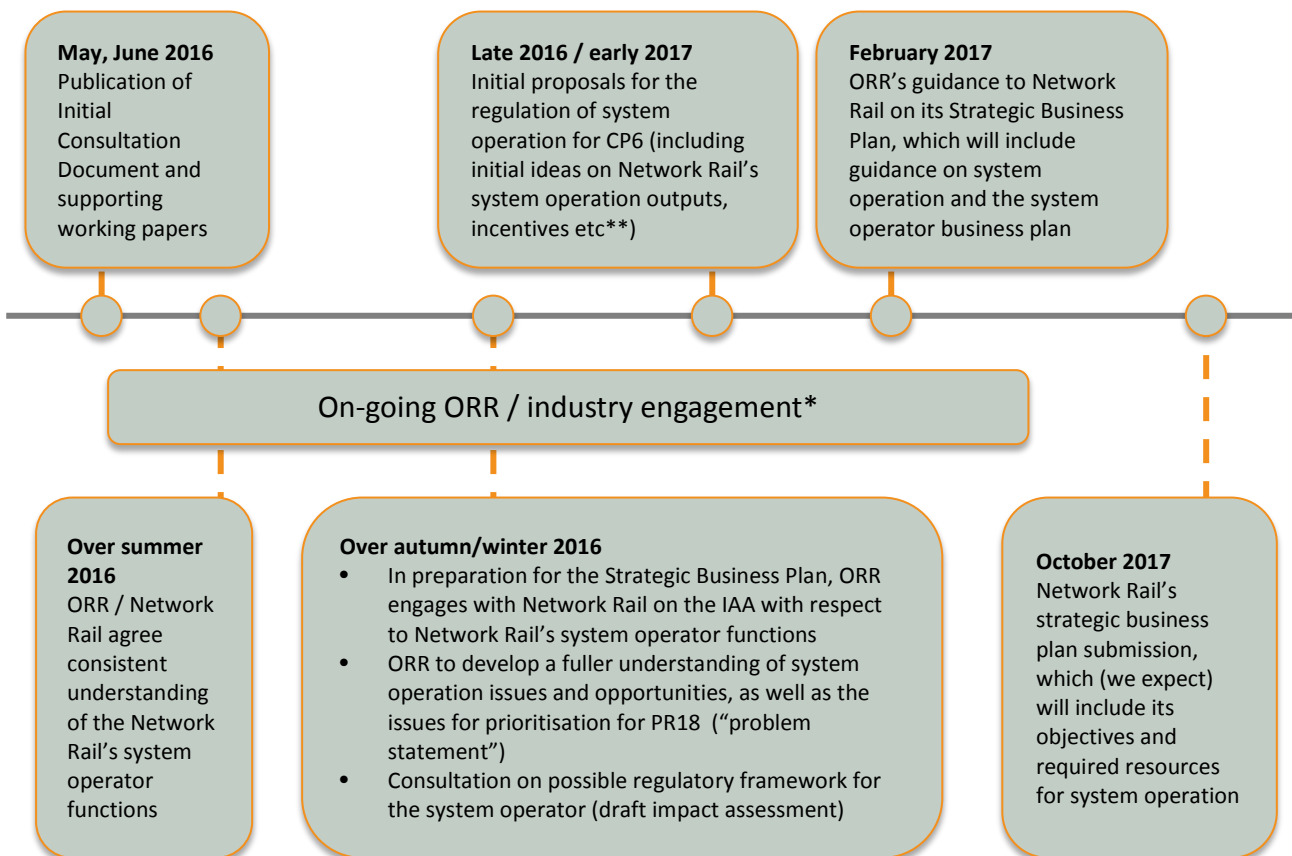 May, June 2016
Publication of
Initial
Consultation
Document and
supporting
working papers
Late 2016 / early 2017
Initial proposals for the
regulation of system
operation for CP6 (including
initial ideas on Network Rail’s
system operation outputs,
incentives etc**)
February 2017
ORR’s guidance to Network
Rail on its Strategic Business
Plan, which will include
guidance on system
operation and the system
operator business plan
On-going ORR / industry engagement*
Over summer
2016
ORR / Network
Rail agree
consistent
understanding
of the Network
Rail’s system
operator
functions
Over autumn/winter 2016
• In preparation for the Strategic Business Plan, ORR
engages with Network Rail on the IAA with respect
to Network Rail’s system operator functions
• ORR to develop a fuller understanding of system
operation issues and opportunities, as well as the
issues for prioritisation for PR18 (“problem
statement”)
• Consultation on possible regulatory framework for
the system operator (draft impact assessment)
October 2017
Network Rail’s
strategic business
plan submission,
which (we expect)
will include its
objectives and
required resources
for system operation